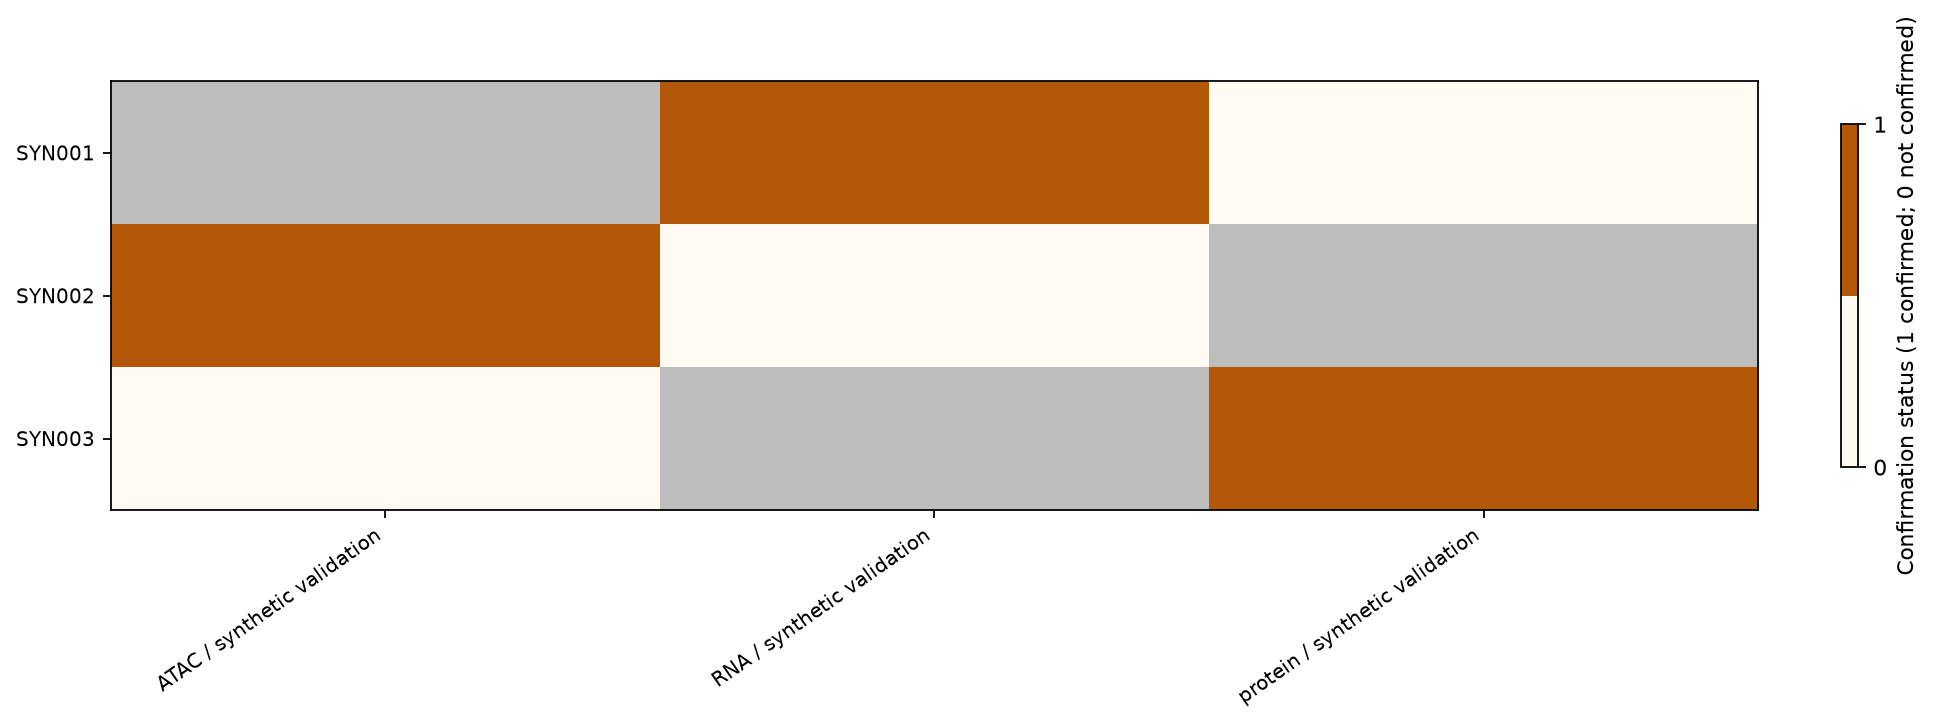 SYN001
SYN002
SYN003
ATAC / synthetic validation
RNA / synthetic validation
protein / synthetic validation
1
0
Confirmation status (1 confirmed; 0 not confirmed)